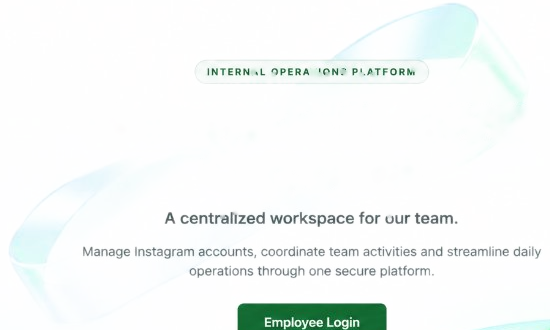 INTERNAL OPERATIONS PLATFORM
A centralized workspace for our team.
Manage Instagram accounts, coordinate team activities and streamline daily
operations through one secure platform.
Employee Login